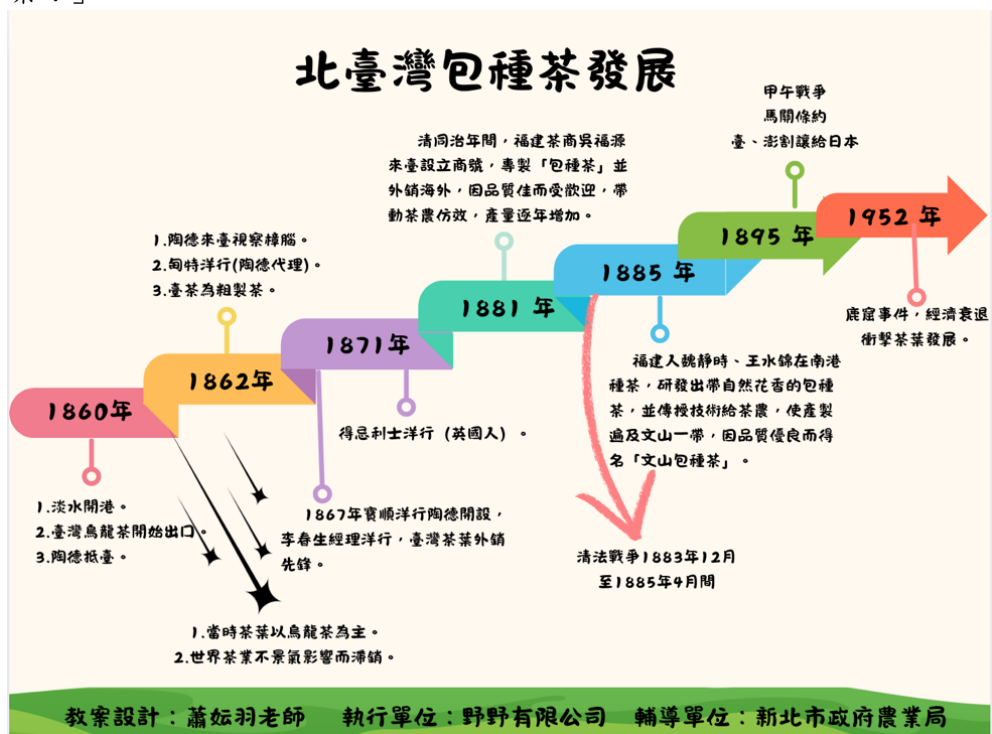 北臺灣包種茶發展
甲午戰爭
馬關條約
臺、澎割讓給日本
清同治年間，福建茶商吳福源
來臺設立商號，專製「包種茶」並
外銷海外，因品質佳而受歡迎，帶
動茶農仿效，產量逐年增加。
1952 年
1895 年
1.陶德來臺視察樟腦。
2.甸特洋行(陶德代理)。
3.臺茶為粗製茶。
1885 年
1881 年
鹿窟事件，經濟衰退
衝擊茶葉發展。
1871年
福建人魏靜時、王水錦在南港
種茶，研發出帶自然花香的包種
茶，並傳授技術給茶農，使產製
遍及文山一帶，因品質優良而得
名「文山包種茶」。
1862年
1860年
得忌利士洋行 (英國人) 。
1.淡水開港。
2.臺灣烏龍茶開始出口。
3.陶德抵臺。
1867年寶順洋行陶德開設，
李春生經理洋行，臺灣茶葉外銷
先鋒。
清法戰爭1883年12月
至1885年4月間
1.當時茶葉以烏龍茶為主。
2.世界茶業不景氣影響而滯銷。
教案設計：蕭妘羽老師 執行單位：野野有限公司 輔導單位：新北市政府農業局